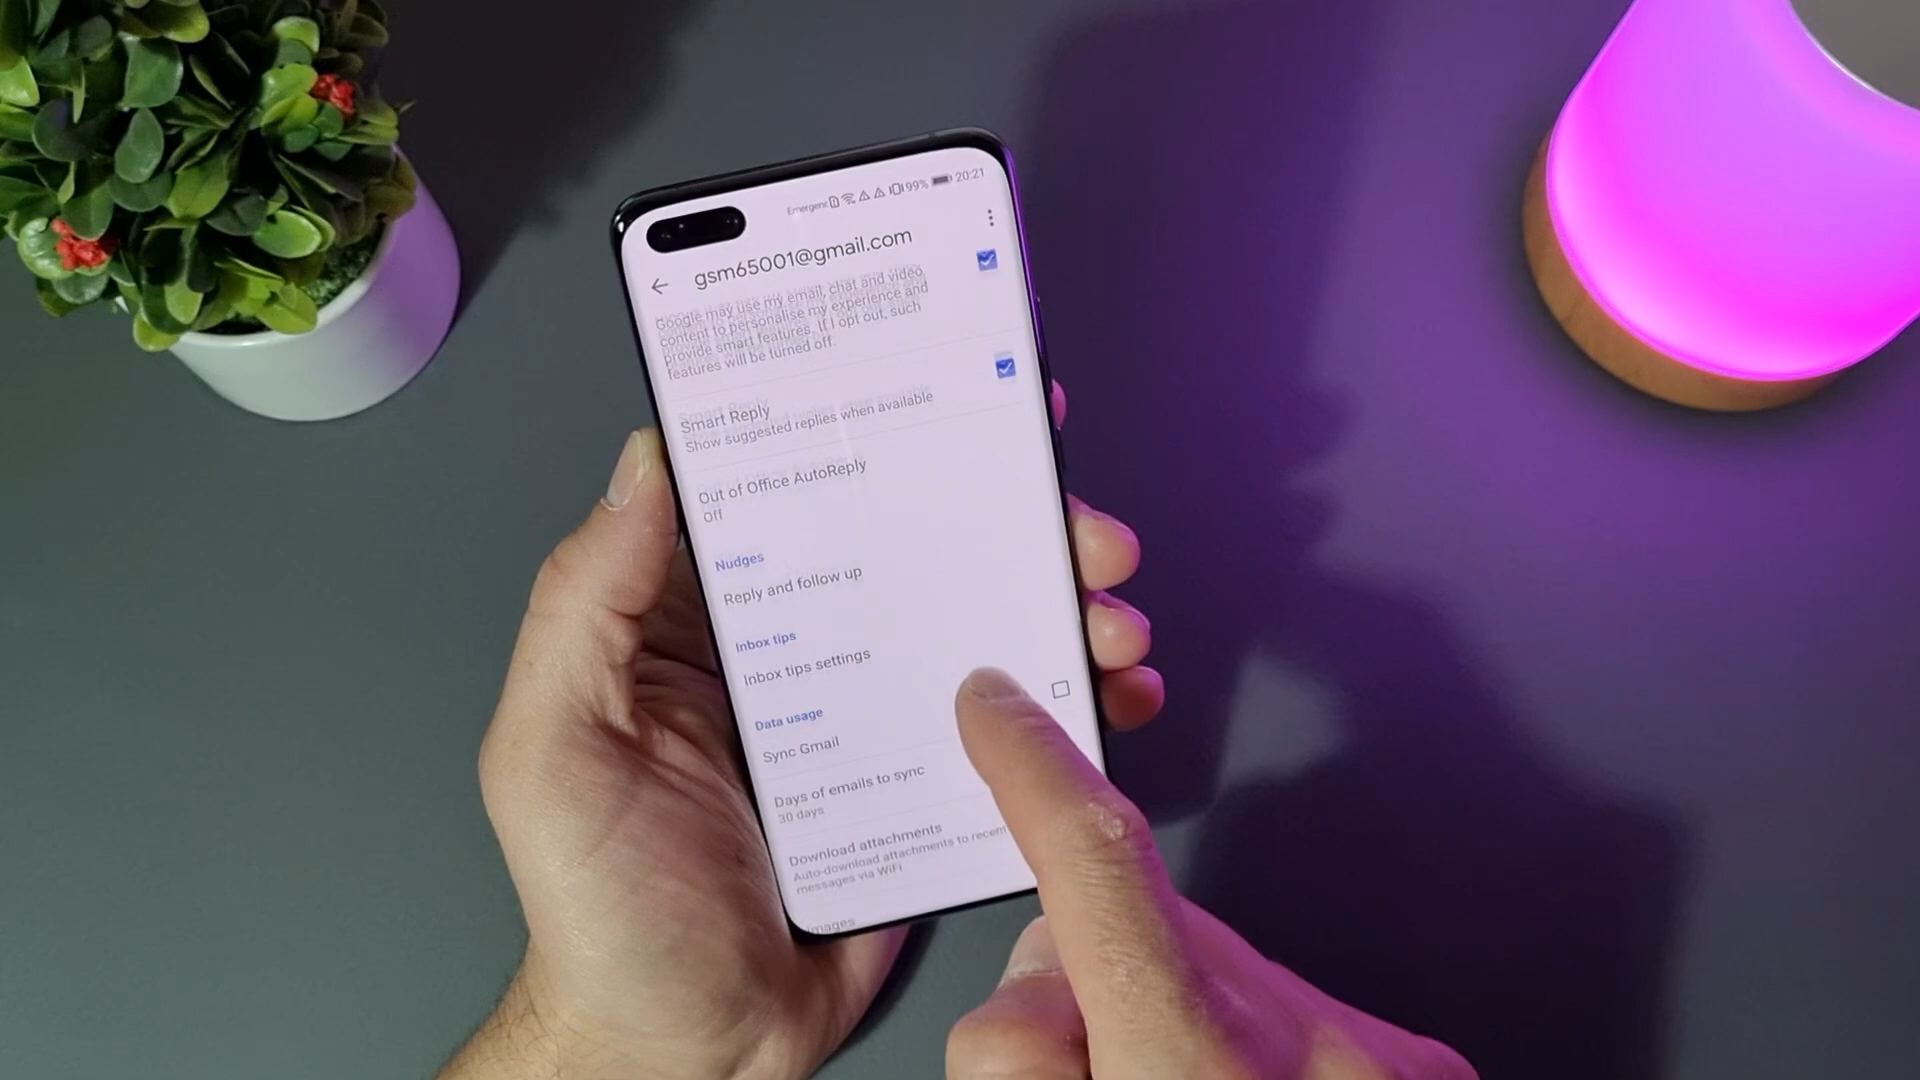 Emergenc 99% 20:21
gsm65001@gmail.com
Google may use my email, chat and video
content to personalise my experience and
provide smart features. If I opt out, such
features will be turned off.
Smart Reply
Show suggested replies when available
Out of Office AutoReply
Off
Nudges
Reply and follow up
Inbox tips
Inbox tips settings
Data usage
Sync Gmail
Days of emails to sync
30 days
Download attachments
Auto-download attachments to recent
messages via WiFi
Images